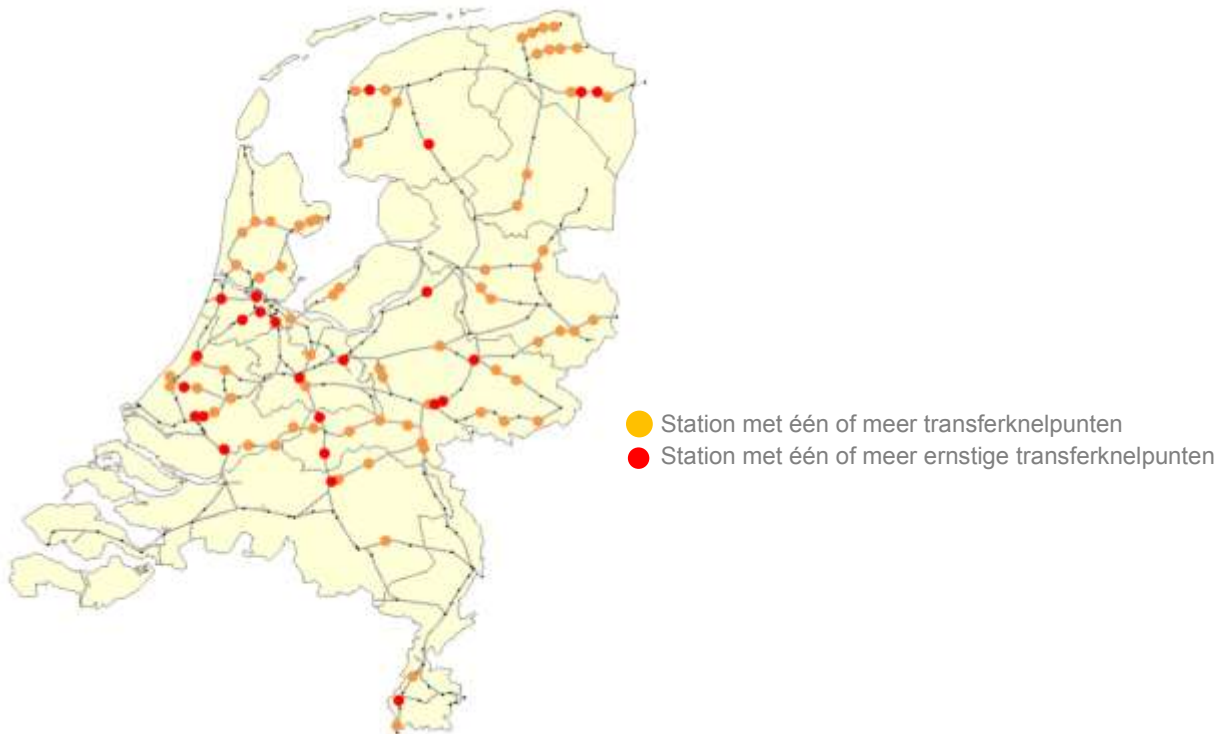 Station met één of meer transferknelpunten
Station met één of meer ernstige transferknelpunten